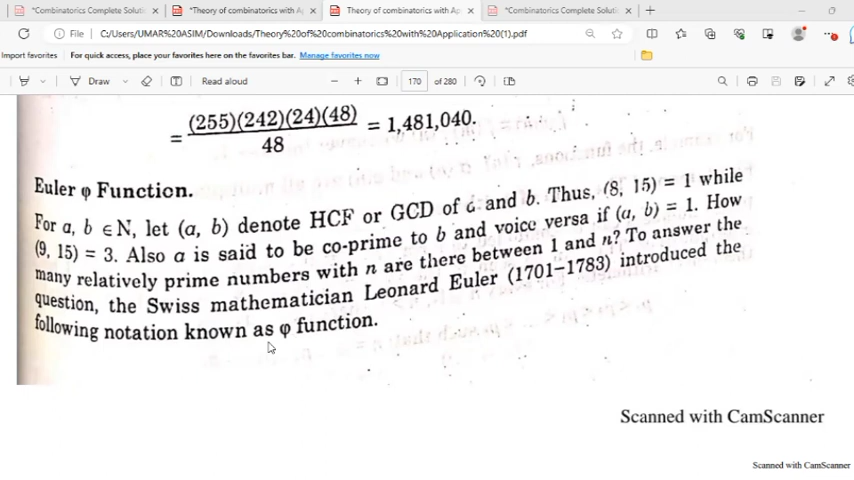 *Combinatorics Complete Soluti
*Theory of combinatorics with A
Theory of combinatorics with Ap
*Combinatorics Complete Solutio
File | C:/Users/UMAR%20ASIM/Downloads/Theory%20of%20combinatorics%20with%20Application%20(1).pdf
Import favorites For quick access, place your favorites here on the favorites bar. Manage favorites now
Draw Read aloud 170 of 280
= (255)(242)(24)(48) / 48 = 1,481,040.
Euler φ Function.
For a, b ∈ N, let (a, b) denote HCF or GCD of a and b. Thus, (8, 15) = 1 while
(9, 15) = 3. Also a is said to be co-prime to b and voice versa if (a, b) = 1. How
many relatively prime numbers with n are there between 1 and n? To answer the
question, the Swiss mathematician Leonard Euler (1701–1783) introduced the
following notation known as φ function.
Scanned with CamScanner
Scanned with CamScanner